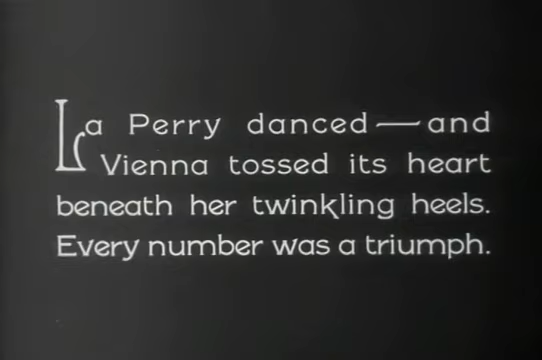 La Perry danced — and
Vienna tossed its heart
beneath her twinkling heels.
Every number was a triumph.